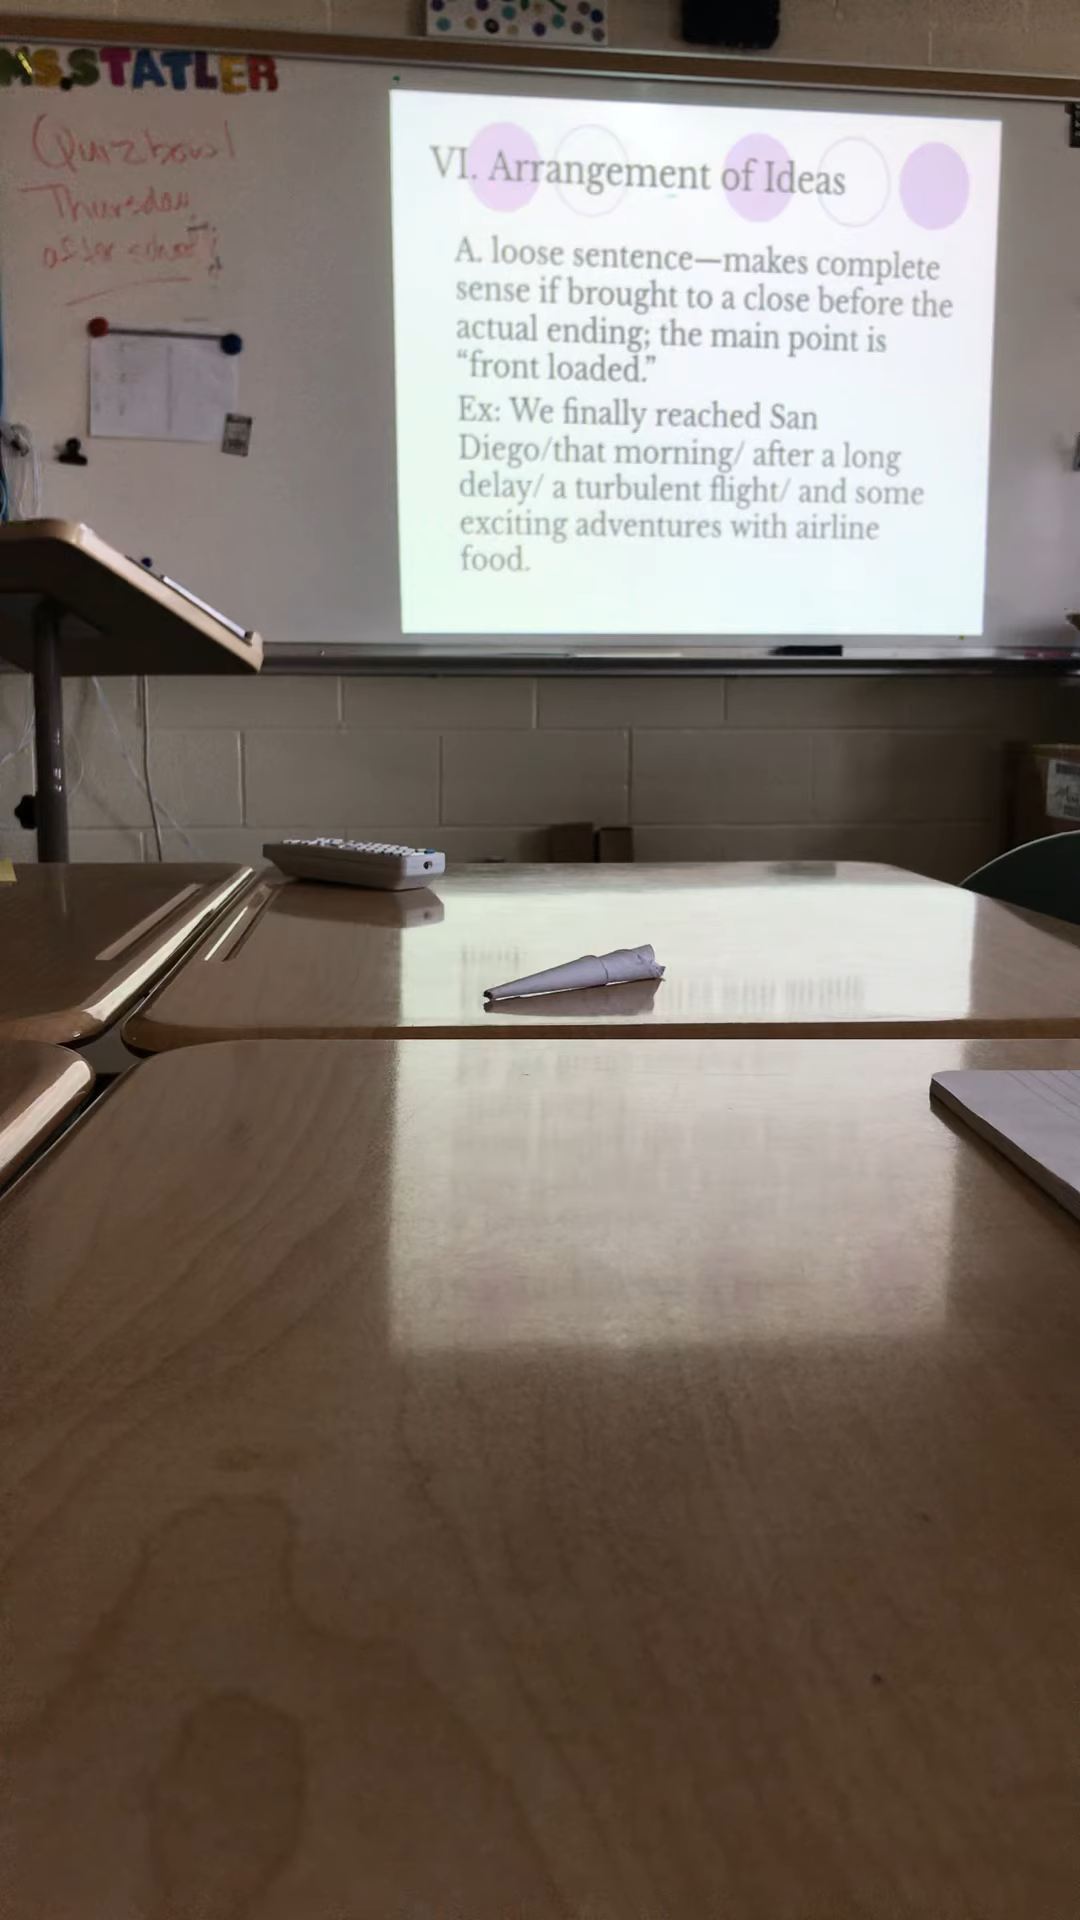 MS.STATLER
Quizbowl
Thursday
after school
VI. Arrangement of Ideas
A. loose sentence—makes complete
sense if brought to a close before the
actual ending; the main point is
“front loaded.”
Ex: We finally reached San
Diego/that morning/ after a long
delay/ a turbulent flight/ and some
exciting adventures with airline
food.